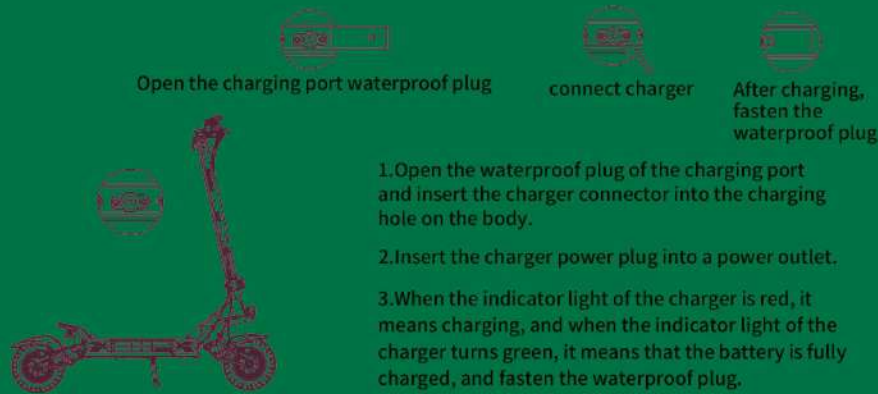 Open the charging port waterproof plug
connect charger
After charging,
fasten the
waterproof plug
1.Open the waterproof plug of the charging port
and insert the charger connector into the charging
hole on the body.
2.Insert the charger power plug into a power outlet.
3.When the indicator light of the charger is red, it
means charging, and when the indicator light of the
charger turns green, it means that the battery is fully
charged, and fasten the waterproof plug.